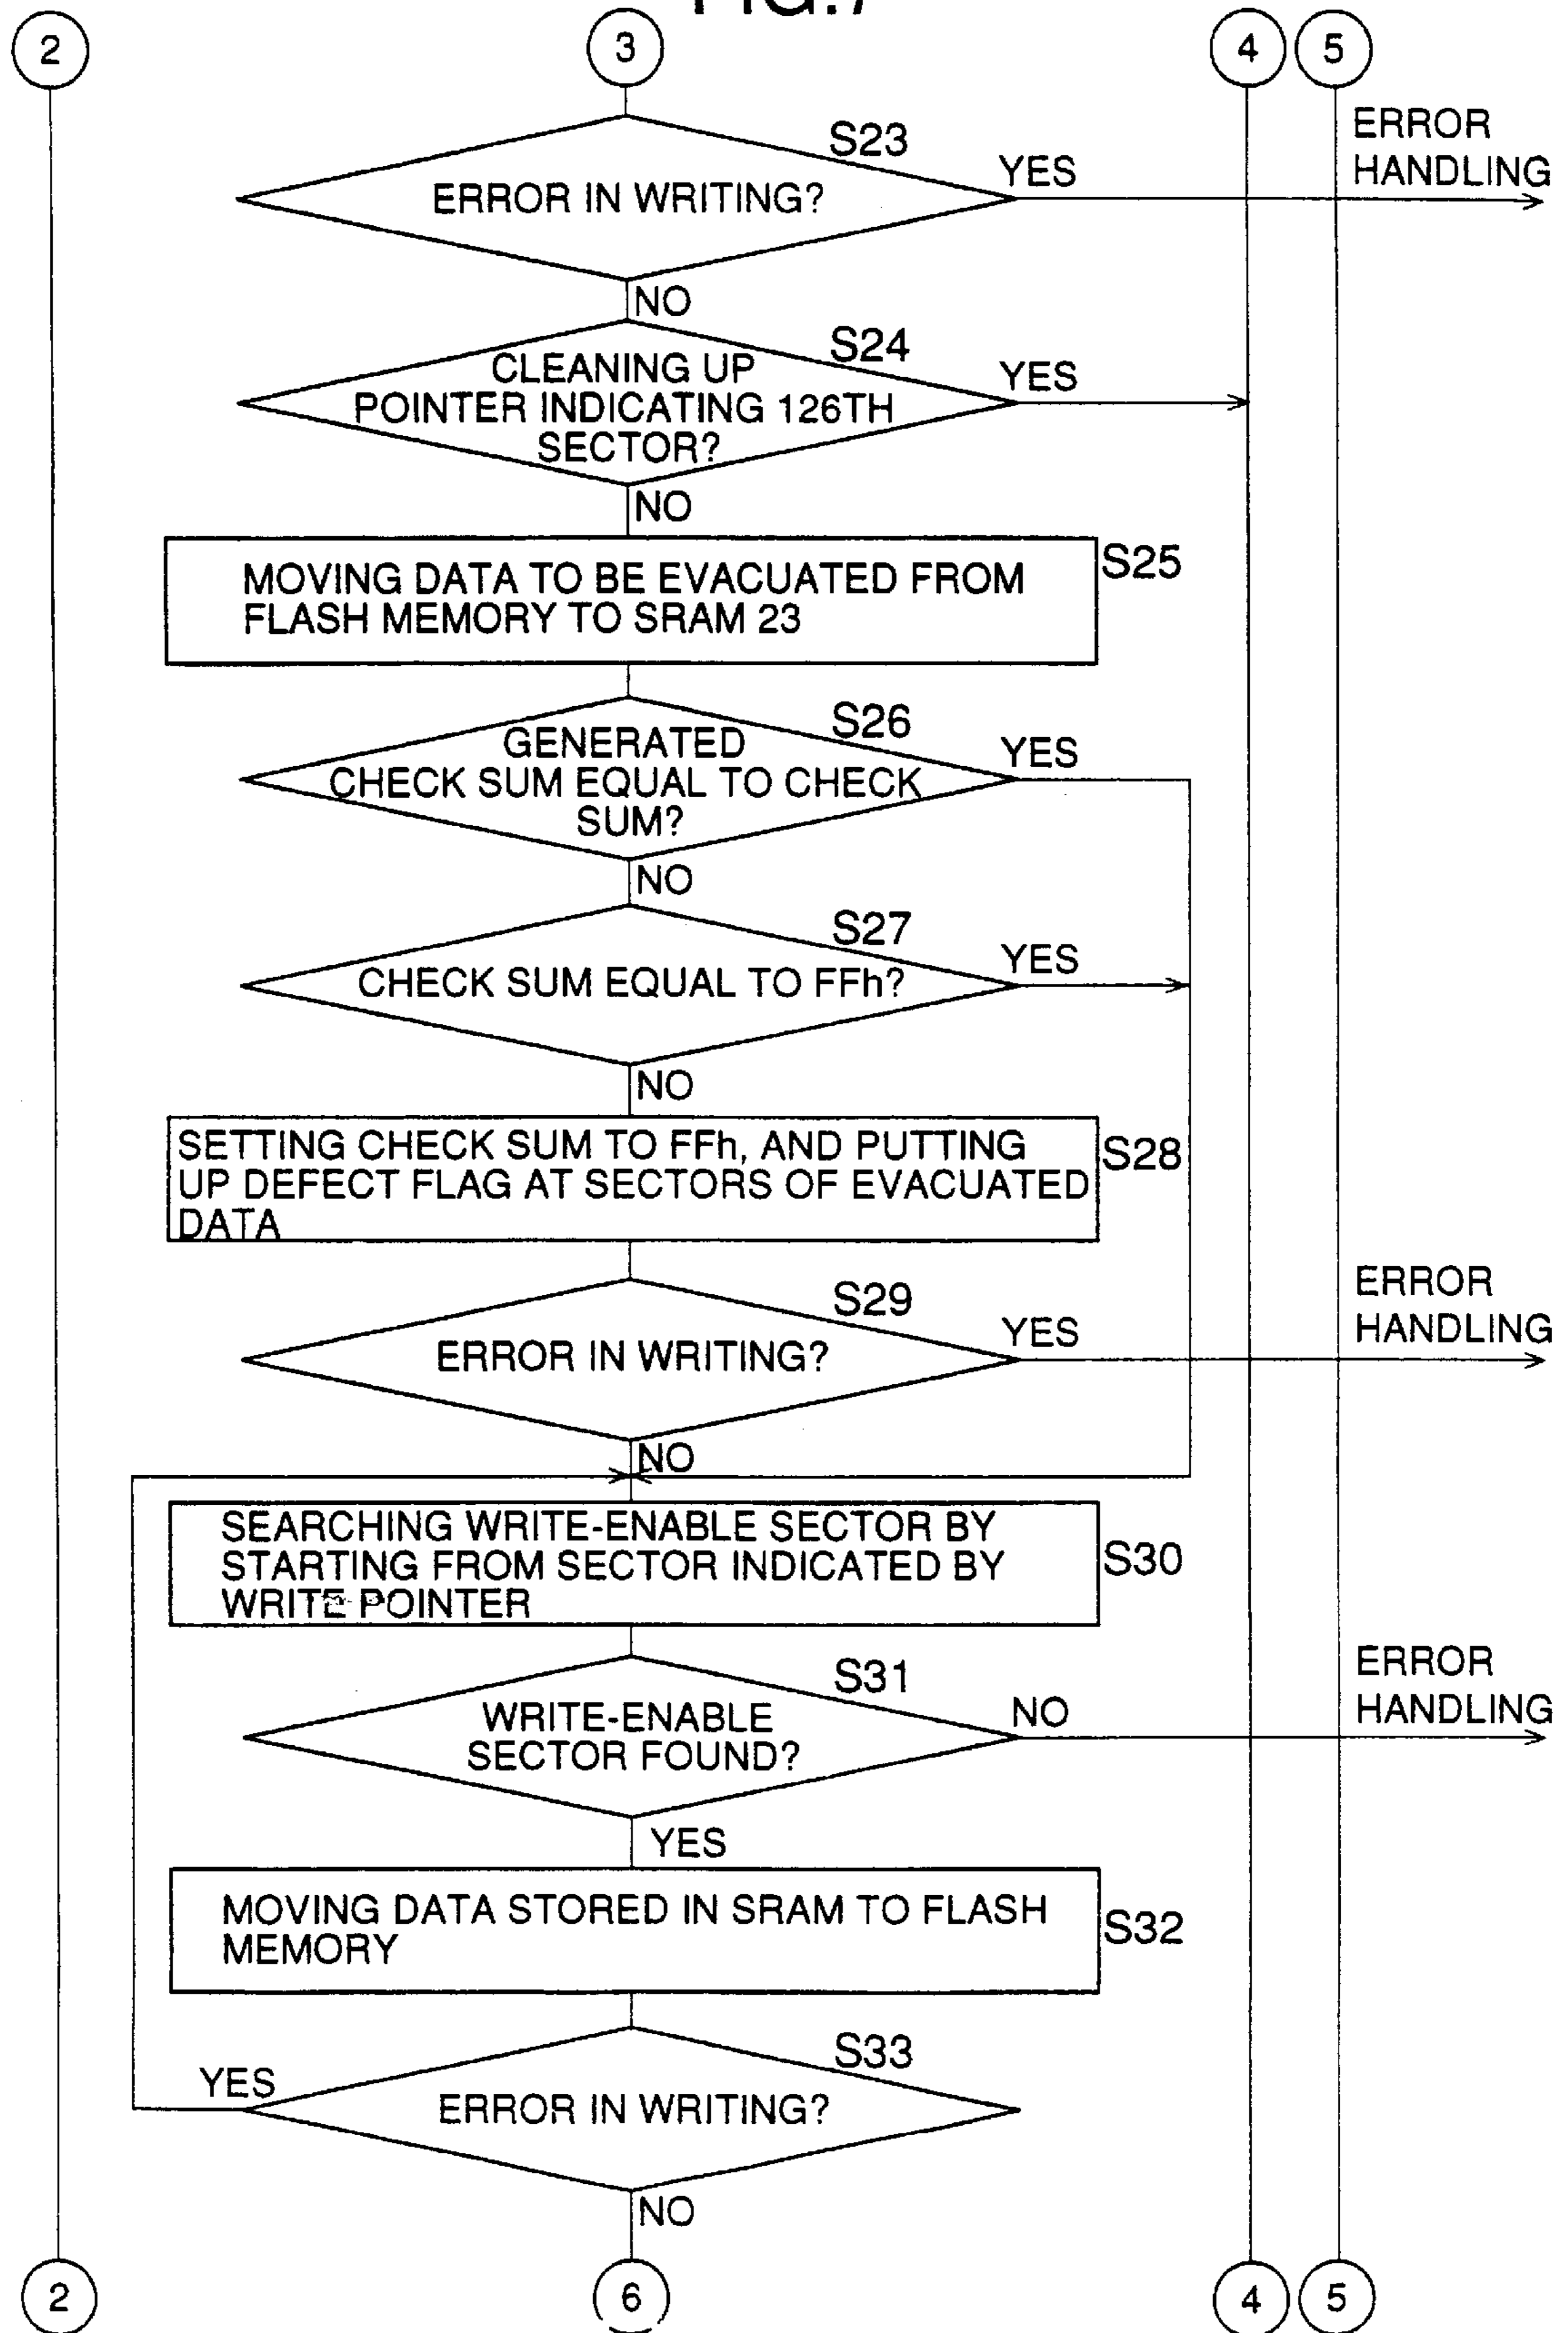 FIG.7
2
3
4
5
S23
ERROR IN WRITING?
YES
ERROR
HANDLING
NO
S24
CLEANING UP
POINTER INDICATING 126TH
SECTOR?
YES
NO
S25
MOVING DATA TO BE EVACUATED FROM
FLASH MEMORY TO SRAM 23
S26
GENERATED
CHECK SUM EQUAL TO CHECK
SUM?
YES
NO
S27
CHECK SUM EQUAL TO FFh?
YES
NO
S28
SETTING CHECK SUM TO FFh, AND PUTTING
UP DEFECT FLAG AT SECTORS OF EVACUATED
DATA
S29
ERROR IN WRITING?
YES
ERROR
HANDLING
NO
S30
SEARCHING WRITE-ENABLE SECTOR BY
STARTING FROM SECTOR INDICATED BY
WRITE POINTER
S31
WRITE-ENABLE
SECTOR FOUND?
NO
ERROR
HANDLING
YES
S32
MOVING DATA STORED IN SRAM TO FLASH
MEMORY
S33
YES
ERROR IN WRITING?
NO
2
6
4
5